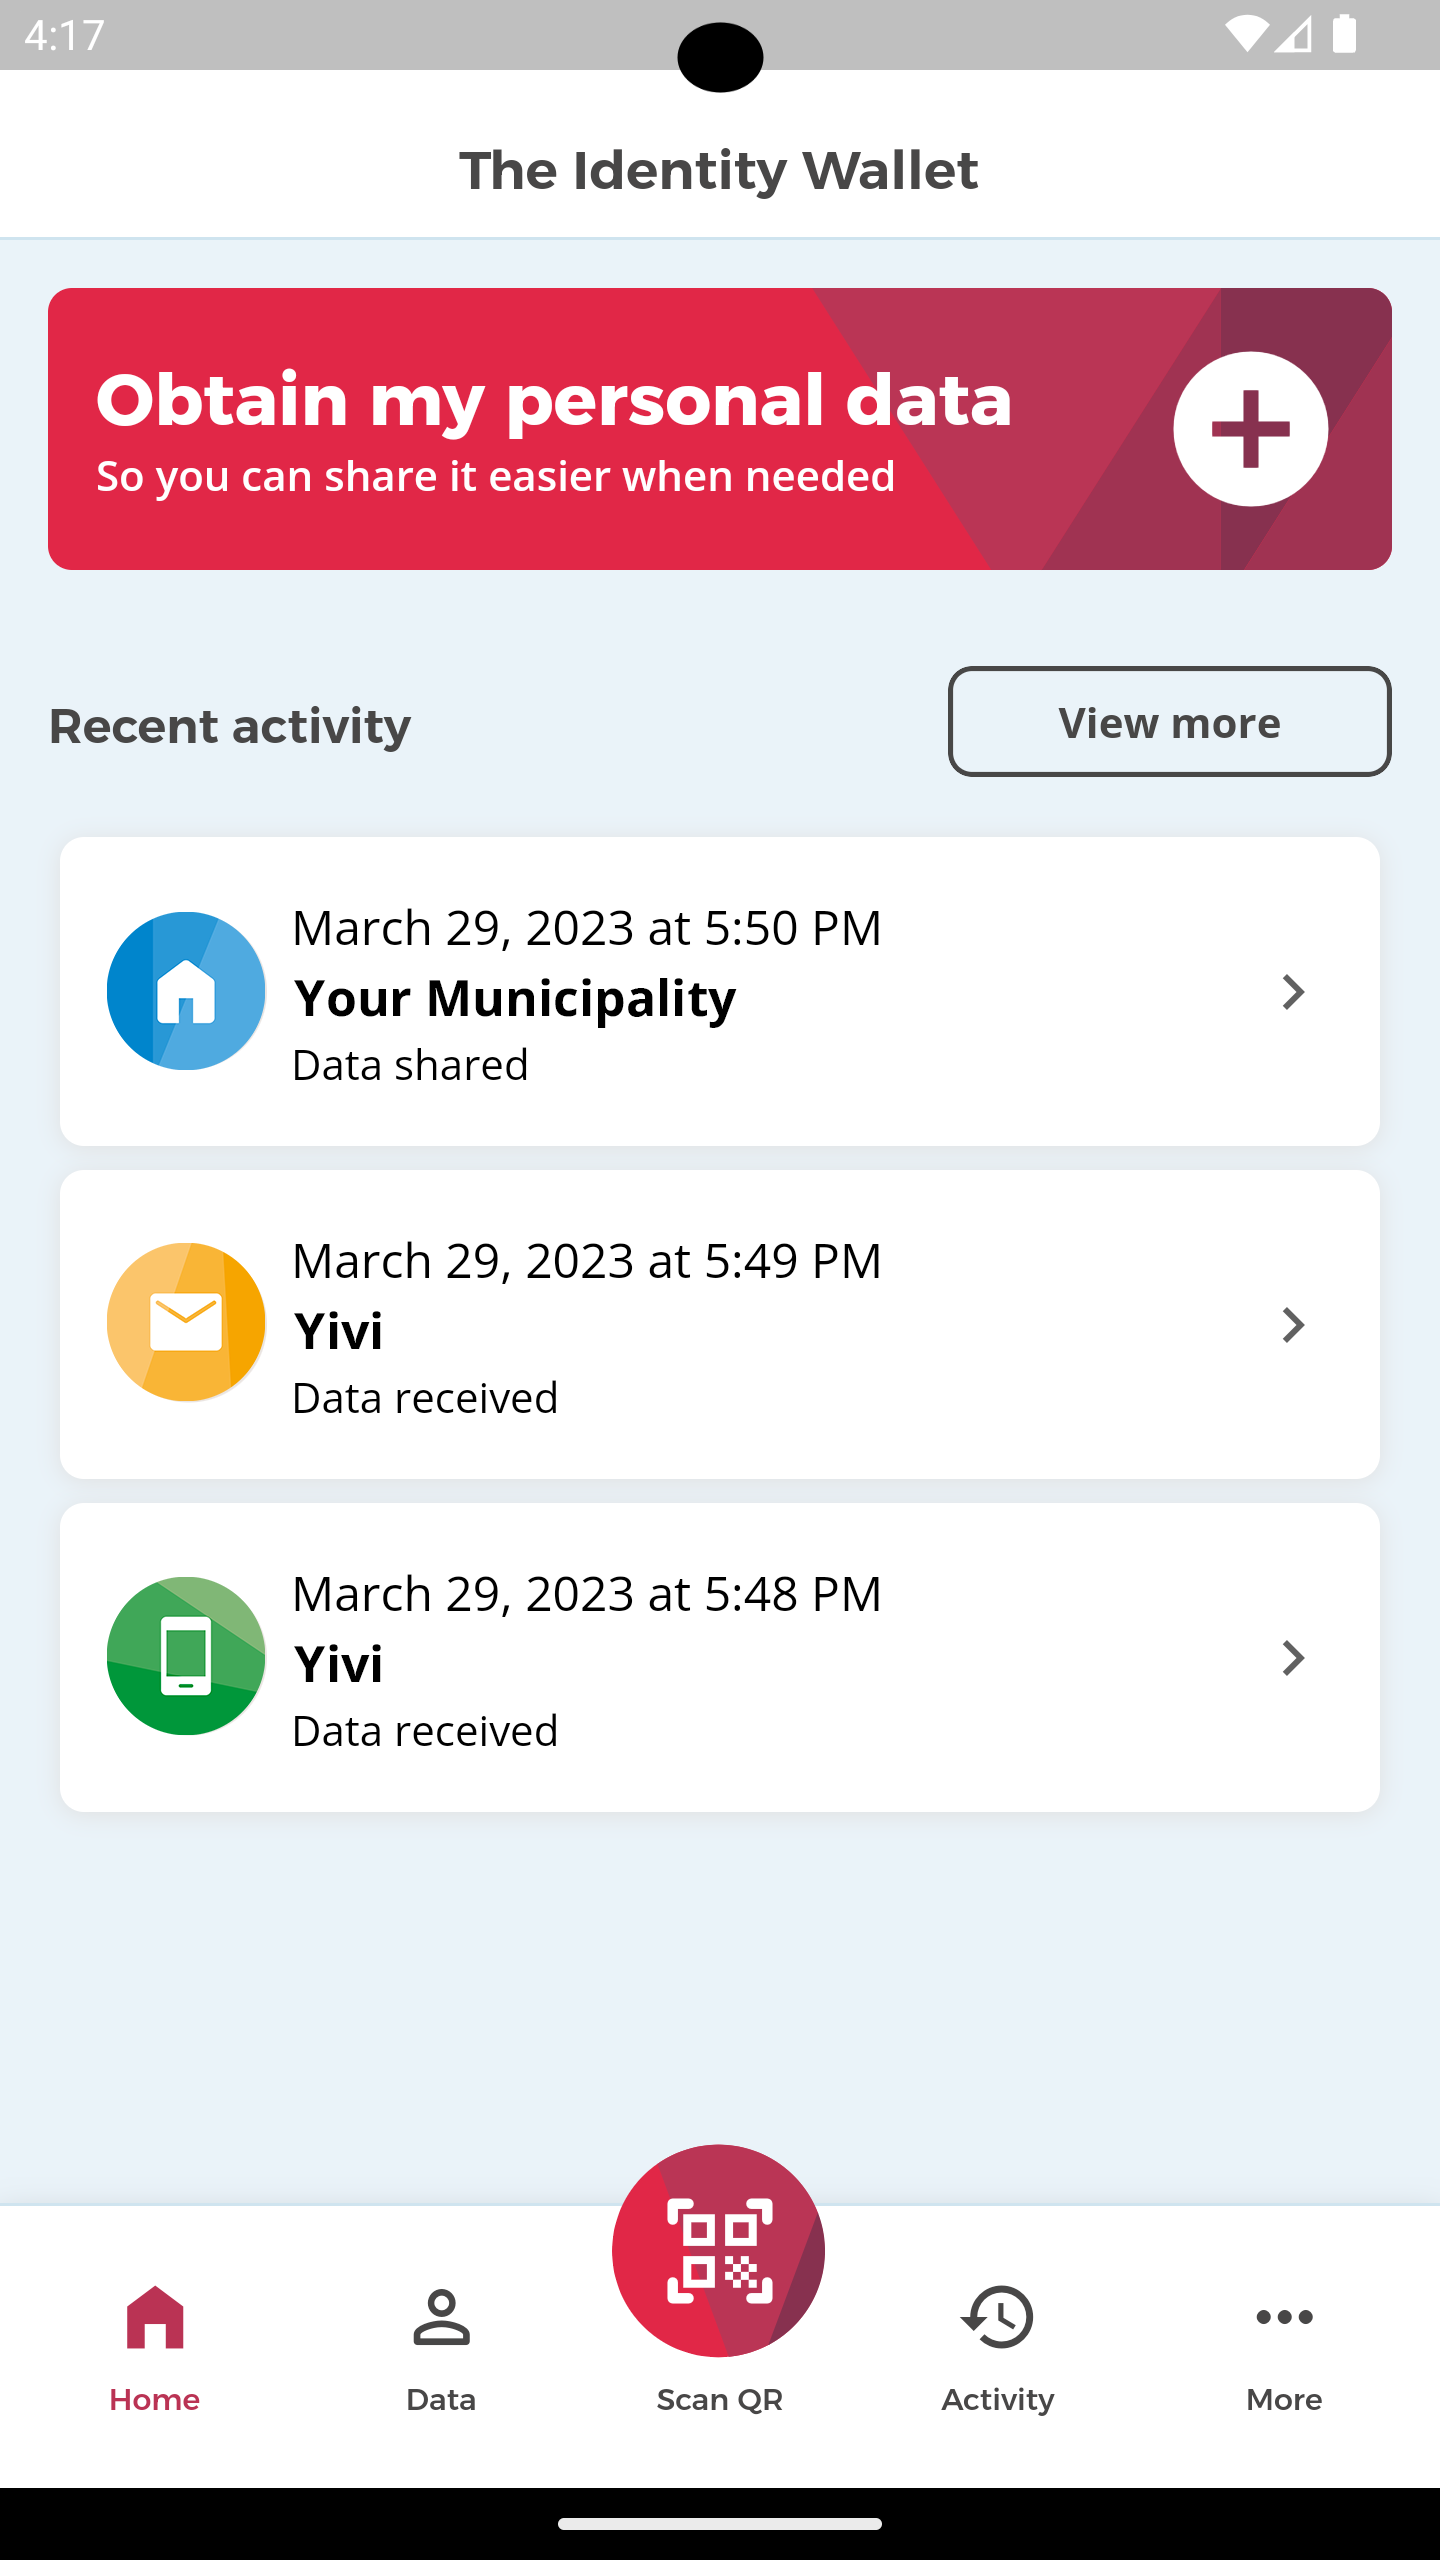 4:17
The Identity Wallet
Obtain my personal data
So you can share it easier when needed
Recent activity
View more
March 29, 2023 at 5:50 PM
Your Municipality
Data shared
March 29, 2023 at 5:49 PM
Yivi
Data received
March 29, 2023 at 5:48 PM
Yivi
Data received
Home
Data
Scan QR
Activity
More